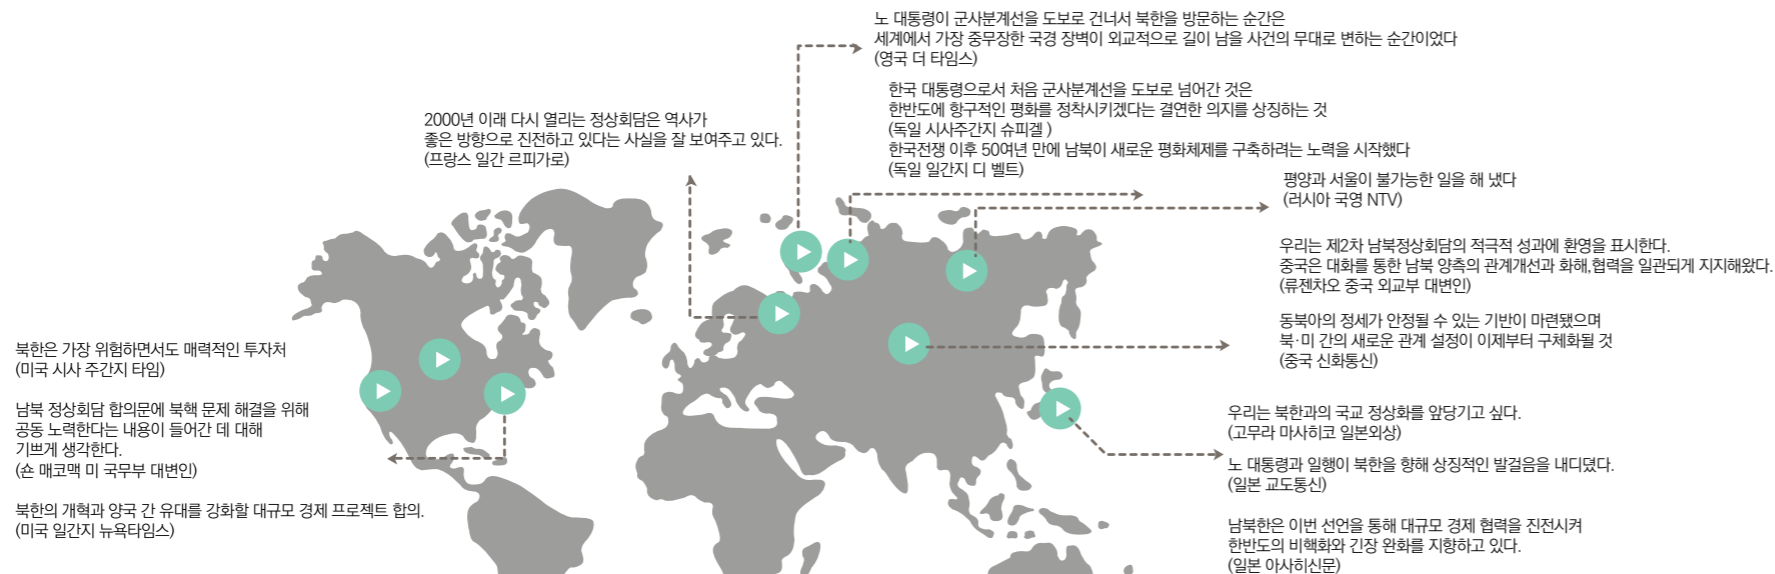 노 대통령이 군사분계선을 도보로 건너서 북한을 방문하는 순간은
세계에서 가장 중무장한 국경 장벽이 외교적으로 길이 남을 사건의 무대로 변하는 순간이었다
(영국 더 타임스)
한국 대통령으로서 처음 군사분계선을 도보로 넘어간 것은
한반도에 항구적인 평화를 정착시키겠다는 결연한 의지를 상징하는 것
(독일 시사주간지 슈피겔 )
한국전쟁 이후 50여년 만에 남북이 새로운 평화체제를 구축하려는 노력을 시작했다
(독일 일간지 디 벨트)
2000년 이래 다시 열리는 정상회담은 역사가
좋은 방향으로 진전하고 있다는 사실을 잘 보여주고 있다.
(프랑스 일간 르피가로)
평양과 서울이 불가능한 일을 해 냈다
(러시아 국영 NTV)
우리는 제2차 남북정상회담의 적극적 성과에 환영을 표시한다.
중국은 대화를 통한 남북 양측의 관계개선과 화해,협력을 일관되게 지지해왔다.
(류젠차오 중국 외교부 대변인)
동북아의 정세가 안정될 수 있는 기반이 마련됐으며
북·미 간의 새로운 관계 설정이 이제부터 구체화될 것
(중국 신화통신)
북한은 가장 위험하면서도 매력적인 투자처
(미국 시사 주간지 타임)
남북 정상회담 합의문에 북핵 문제 해결을 위해
공동 노력한다는 내용이 들어간 데 대해
기쁘게 생각한다.
(숀 매코맥 미 국무부 대변인)
북한의 개혁과 양국 간 유대를 강화할 대규모 경제 프로젝트 합의.
(미국 일간지 뉴욕타임스)
우리는 북한과의 국교 정상화를 앞당기고 싶다.
(고무라 마사히코 일본외상)
노 대통령과 일행이 북한을 향해 상징적인 발걸음을 내디뎠다.
(일본 교도통신)
남북한은 이번 선언을 통해 대규모 경제 협력을 진전시켜
한반도의 비핵화와 긴장 완화를 지향하고 있다.
(일본 아사히신문)